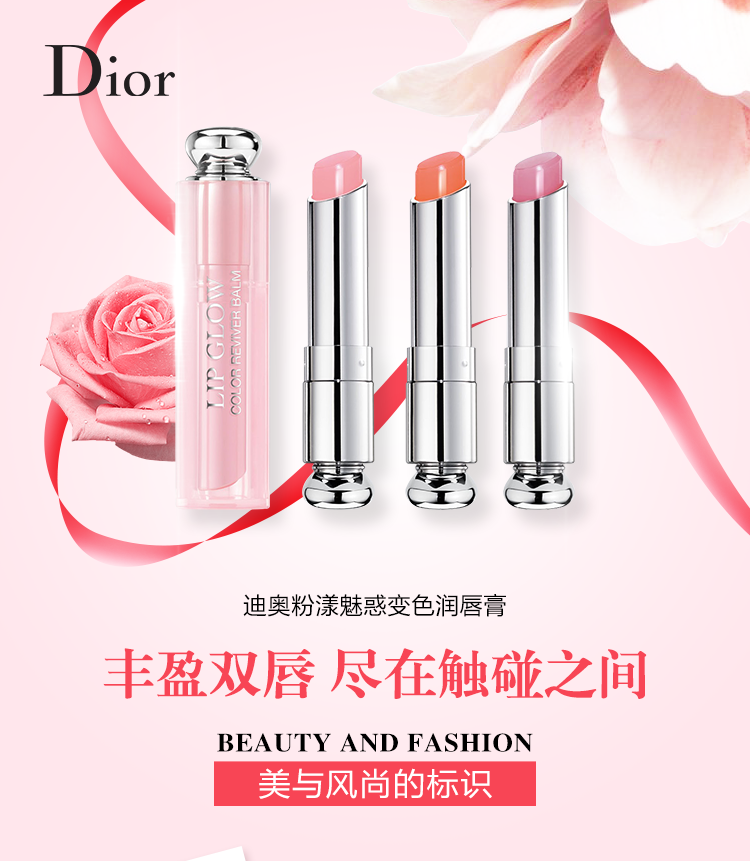 Dior
LIP GLOW
COLOR REVIVER BALM
迪奥粉漾魅惑变色润唇膏
丰盈双唇 尽在触碰之间
BEAUTY AND FASHION
美与风尚的标识